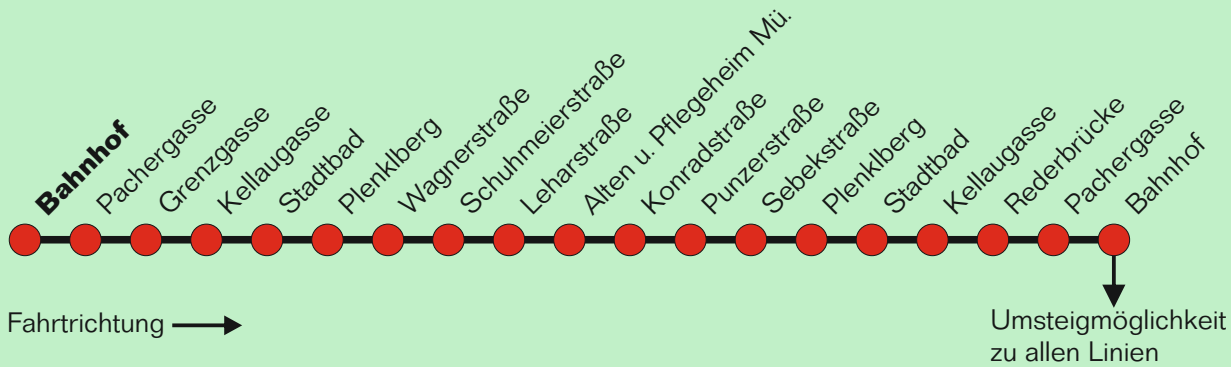 Bahnhof
Pachergasse
Grenzgasse
Kellaugasse
Stadtbad
Plenklberg
Wagnerstraße
Schuhmeierstraße
Leharstraße
Alten u. Pflegeheim Mü.
Konradstraße
Punzerstraße
Sebekstraße
Plenklberg
Stadtbad
Kellaugasse
Rederbrücke
Pachergasse
Bahnhof
Fahrtrichtung
Umsteigmöglichkeit
zu allen Linien